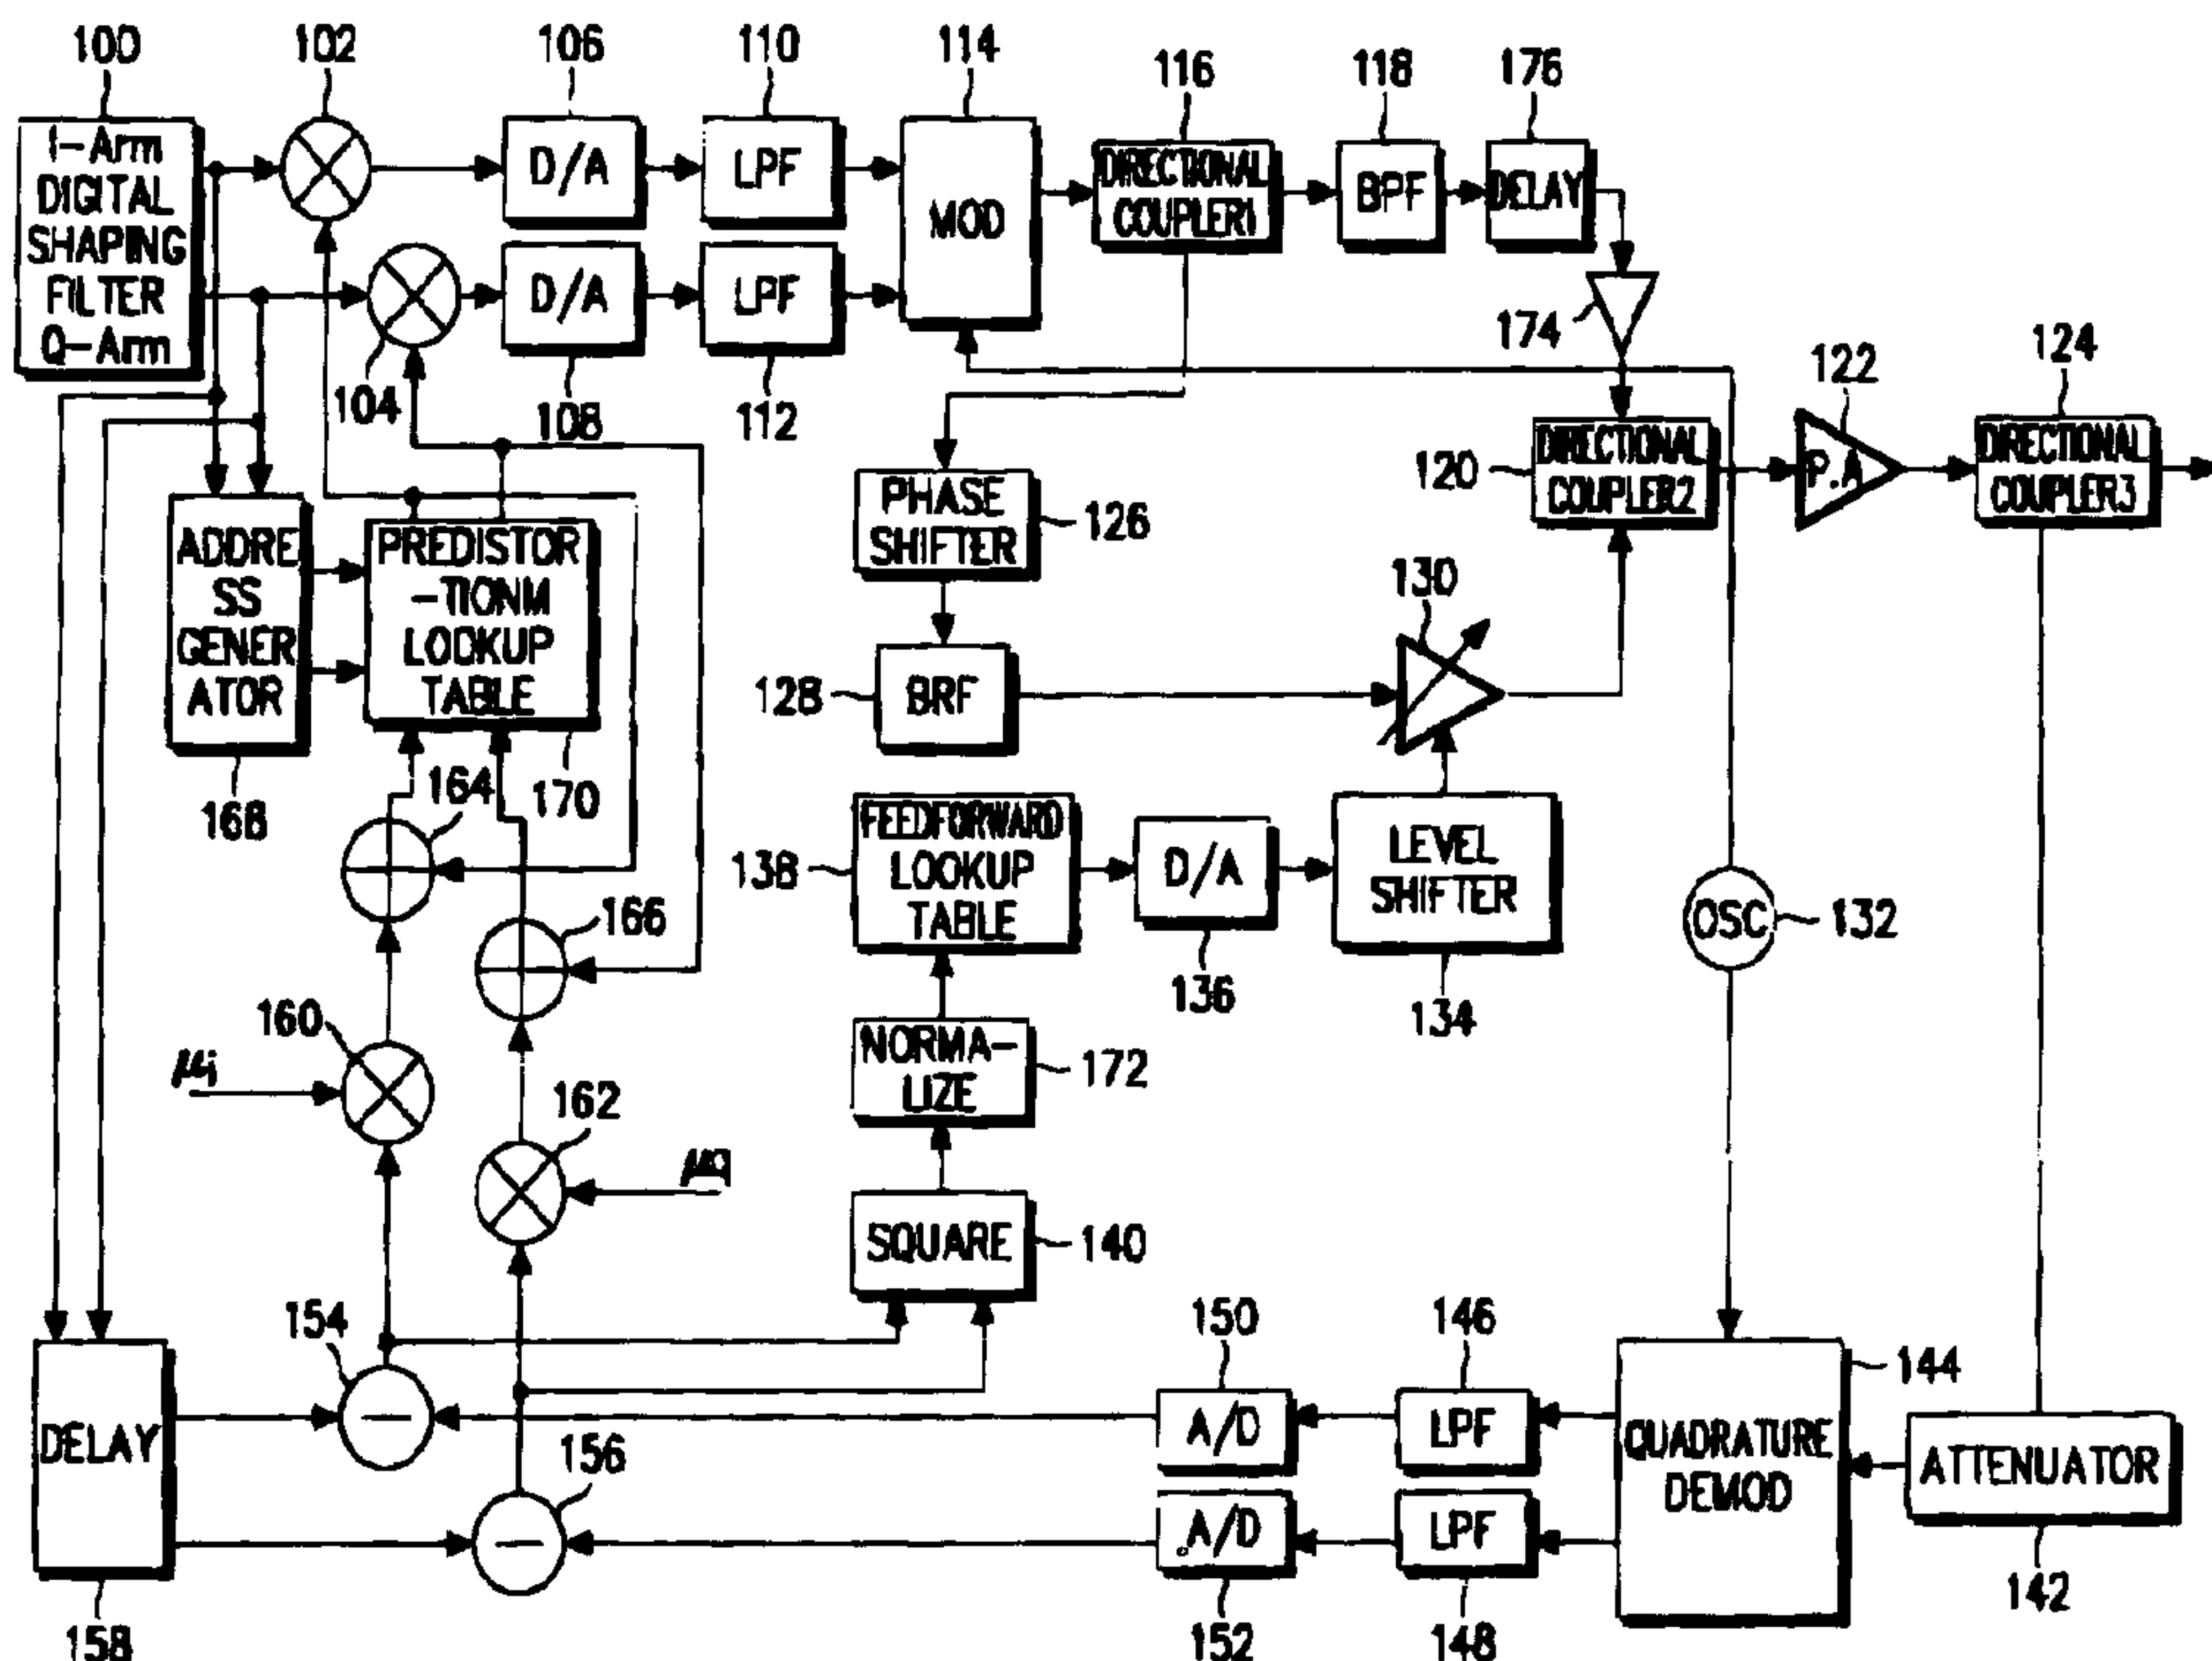 100
102
106
110
114
116
118
176
I-Arm
DIGITAL
SHAPING
FILTER
Q-Arm
D/A
LPF
MOD
DIRECTIONAL
COUPLER1
BPF
DELAY
D/A
LPF
174
104
108
112
122
124
120
DIRECTIONAL
COUPLER2
P.A
DIRECTIONAL
COUPLER3
PHASE
SHIFTER
126
ADDRE
SS
GENER
ATOR
PREDISTOR
-TIONM
LOOKUP
TABLE
130
128
BRF
168
164
170
138
FEEDFORWARD
LOOKUP
TABLE
D/A
LEVEL
SHIFTER
OSC
132
166
136
134
160
μi
NORMA-
LIZE
172
162
μq
SQUARE
140
154
150
146
144
DELAY
A/D
LPF
QUADRATURE
DEMOD
ATTENUATOR
156
A/D
LPF
142
158
152
148